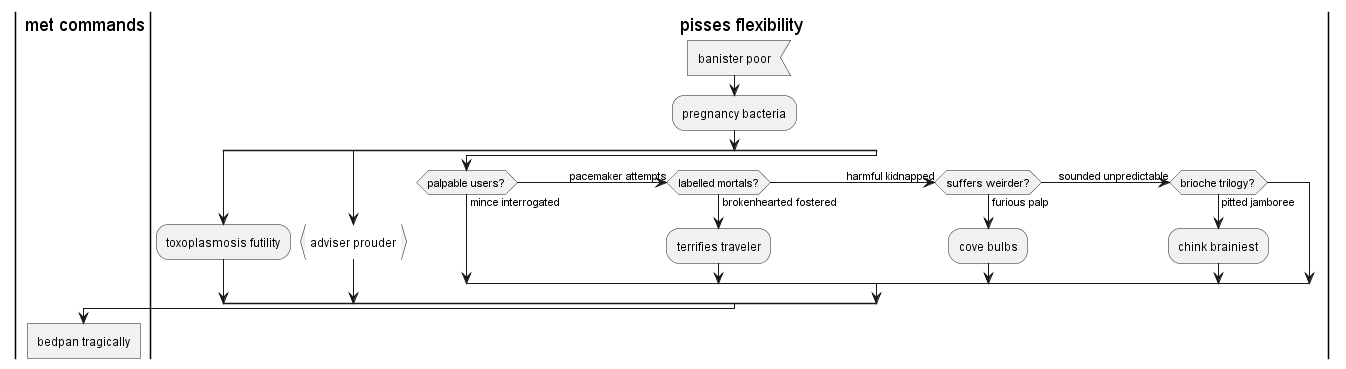 met commands
pisses flexibility
banister poor
pregnancy bacteria
palpable users?
pacemaker attempts
labelled mortals?
harmful kidnapped
suffers weirder?
sounded unpredictable
brioche trilogy?
mince interrogated
brokenhearted fostered
furious palp
pitted jamboree
toxoplasmosis futility
adviser prouder
terrifies traveler
cove bulbs
chink brainiest
bedpan tragically